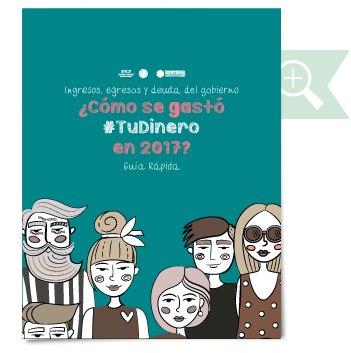 Ingresos, egresos y deuda del gobierno
¿Cómo se gastó
#TuDinero
en 2017?
Guía Rápida